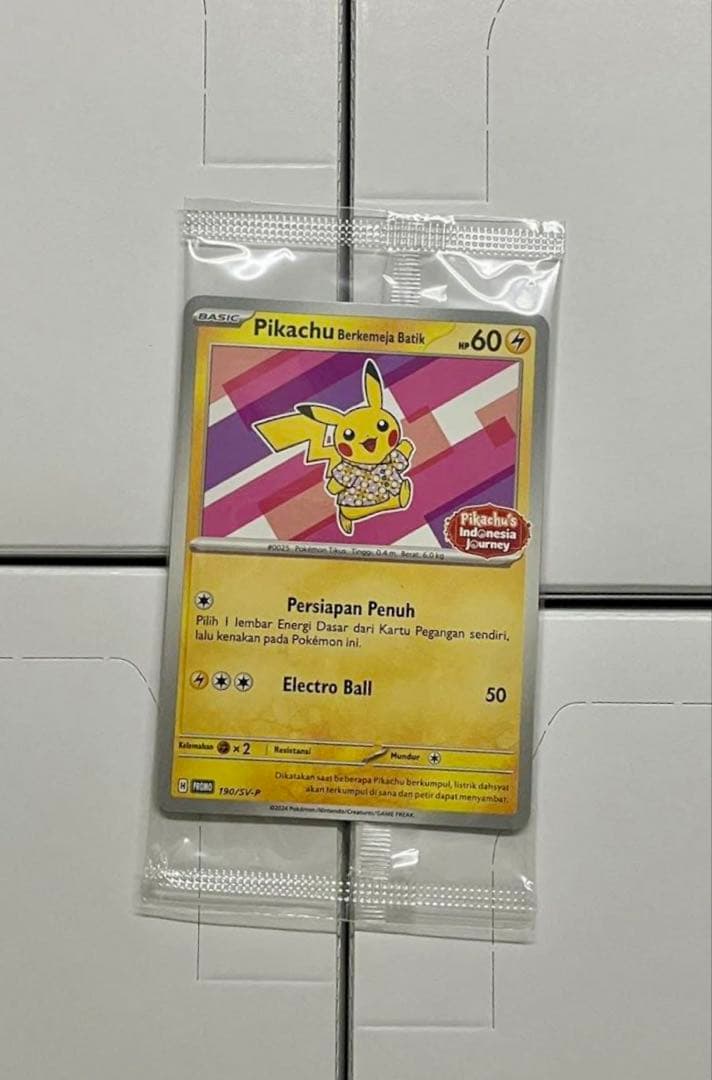 BASIC Pikachu Berkemeja Batik HP 60
Pikachu's
Indonesia
Journey
#0025 Pokémon Tikus Tinggi: 0.4 m, Berat: 6.0 kg
Persiapan Penuh
Pilih 1 lembar Energi Dasar dari Kartu Pegangan sendiri,
lalu kenakan pada Pokémon ini.
Electro Ball 50
Kelemahan ×2 Resistansi Mundur
Dikatakan saat beberapa Pikachu berkumpul, listrik dahsyat
akan terkumpul di sana dan petir dapat menyambar.
H PROMO 190/SV-P
©2024 Pokémon/Nintendo/Creatures/GAME FREAK.